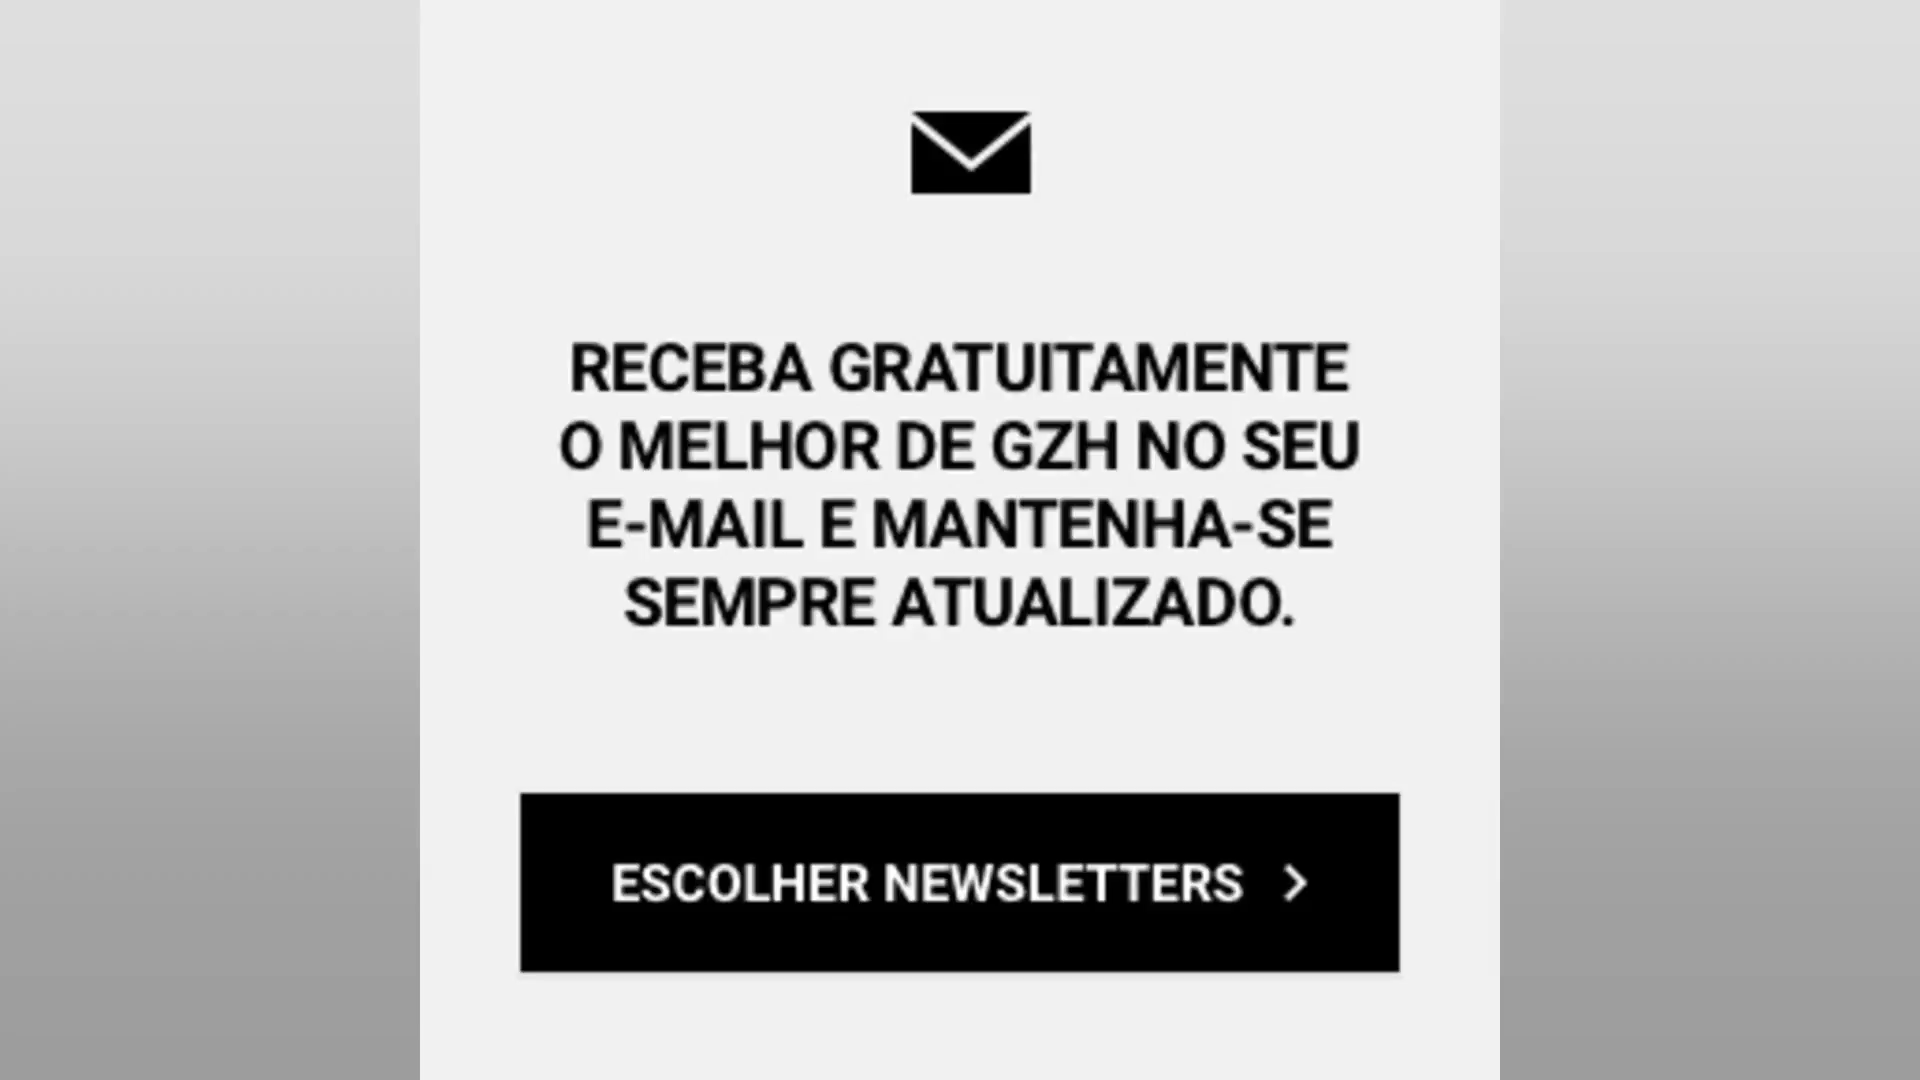 RECEBA GRATUITAMENTE
O MELHOR DE GZH NO SEU
E-MAIL E MANTENHA-SE
SEMPRE ATUALIZADO.
ESCOLHER NEWSLETTERS